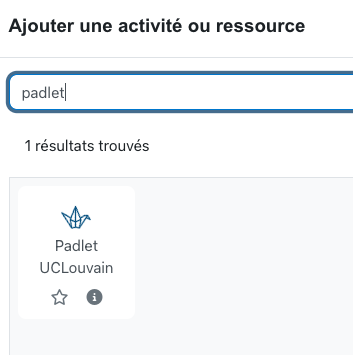 Ajouter une activité ou ressource
padlet
1 résultats trouvés
Padlet
UCLouvain